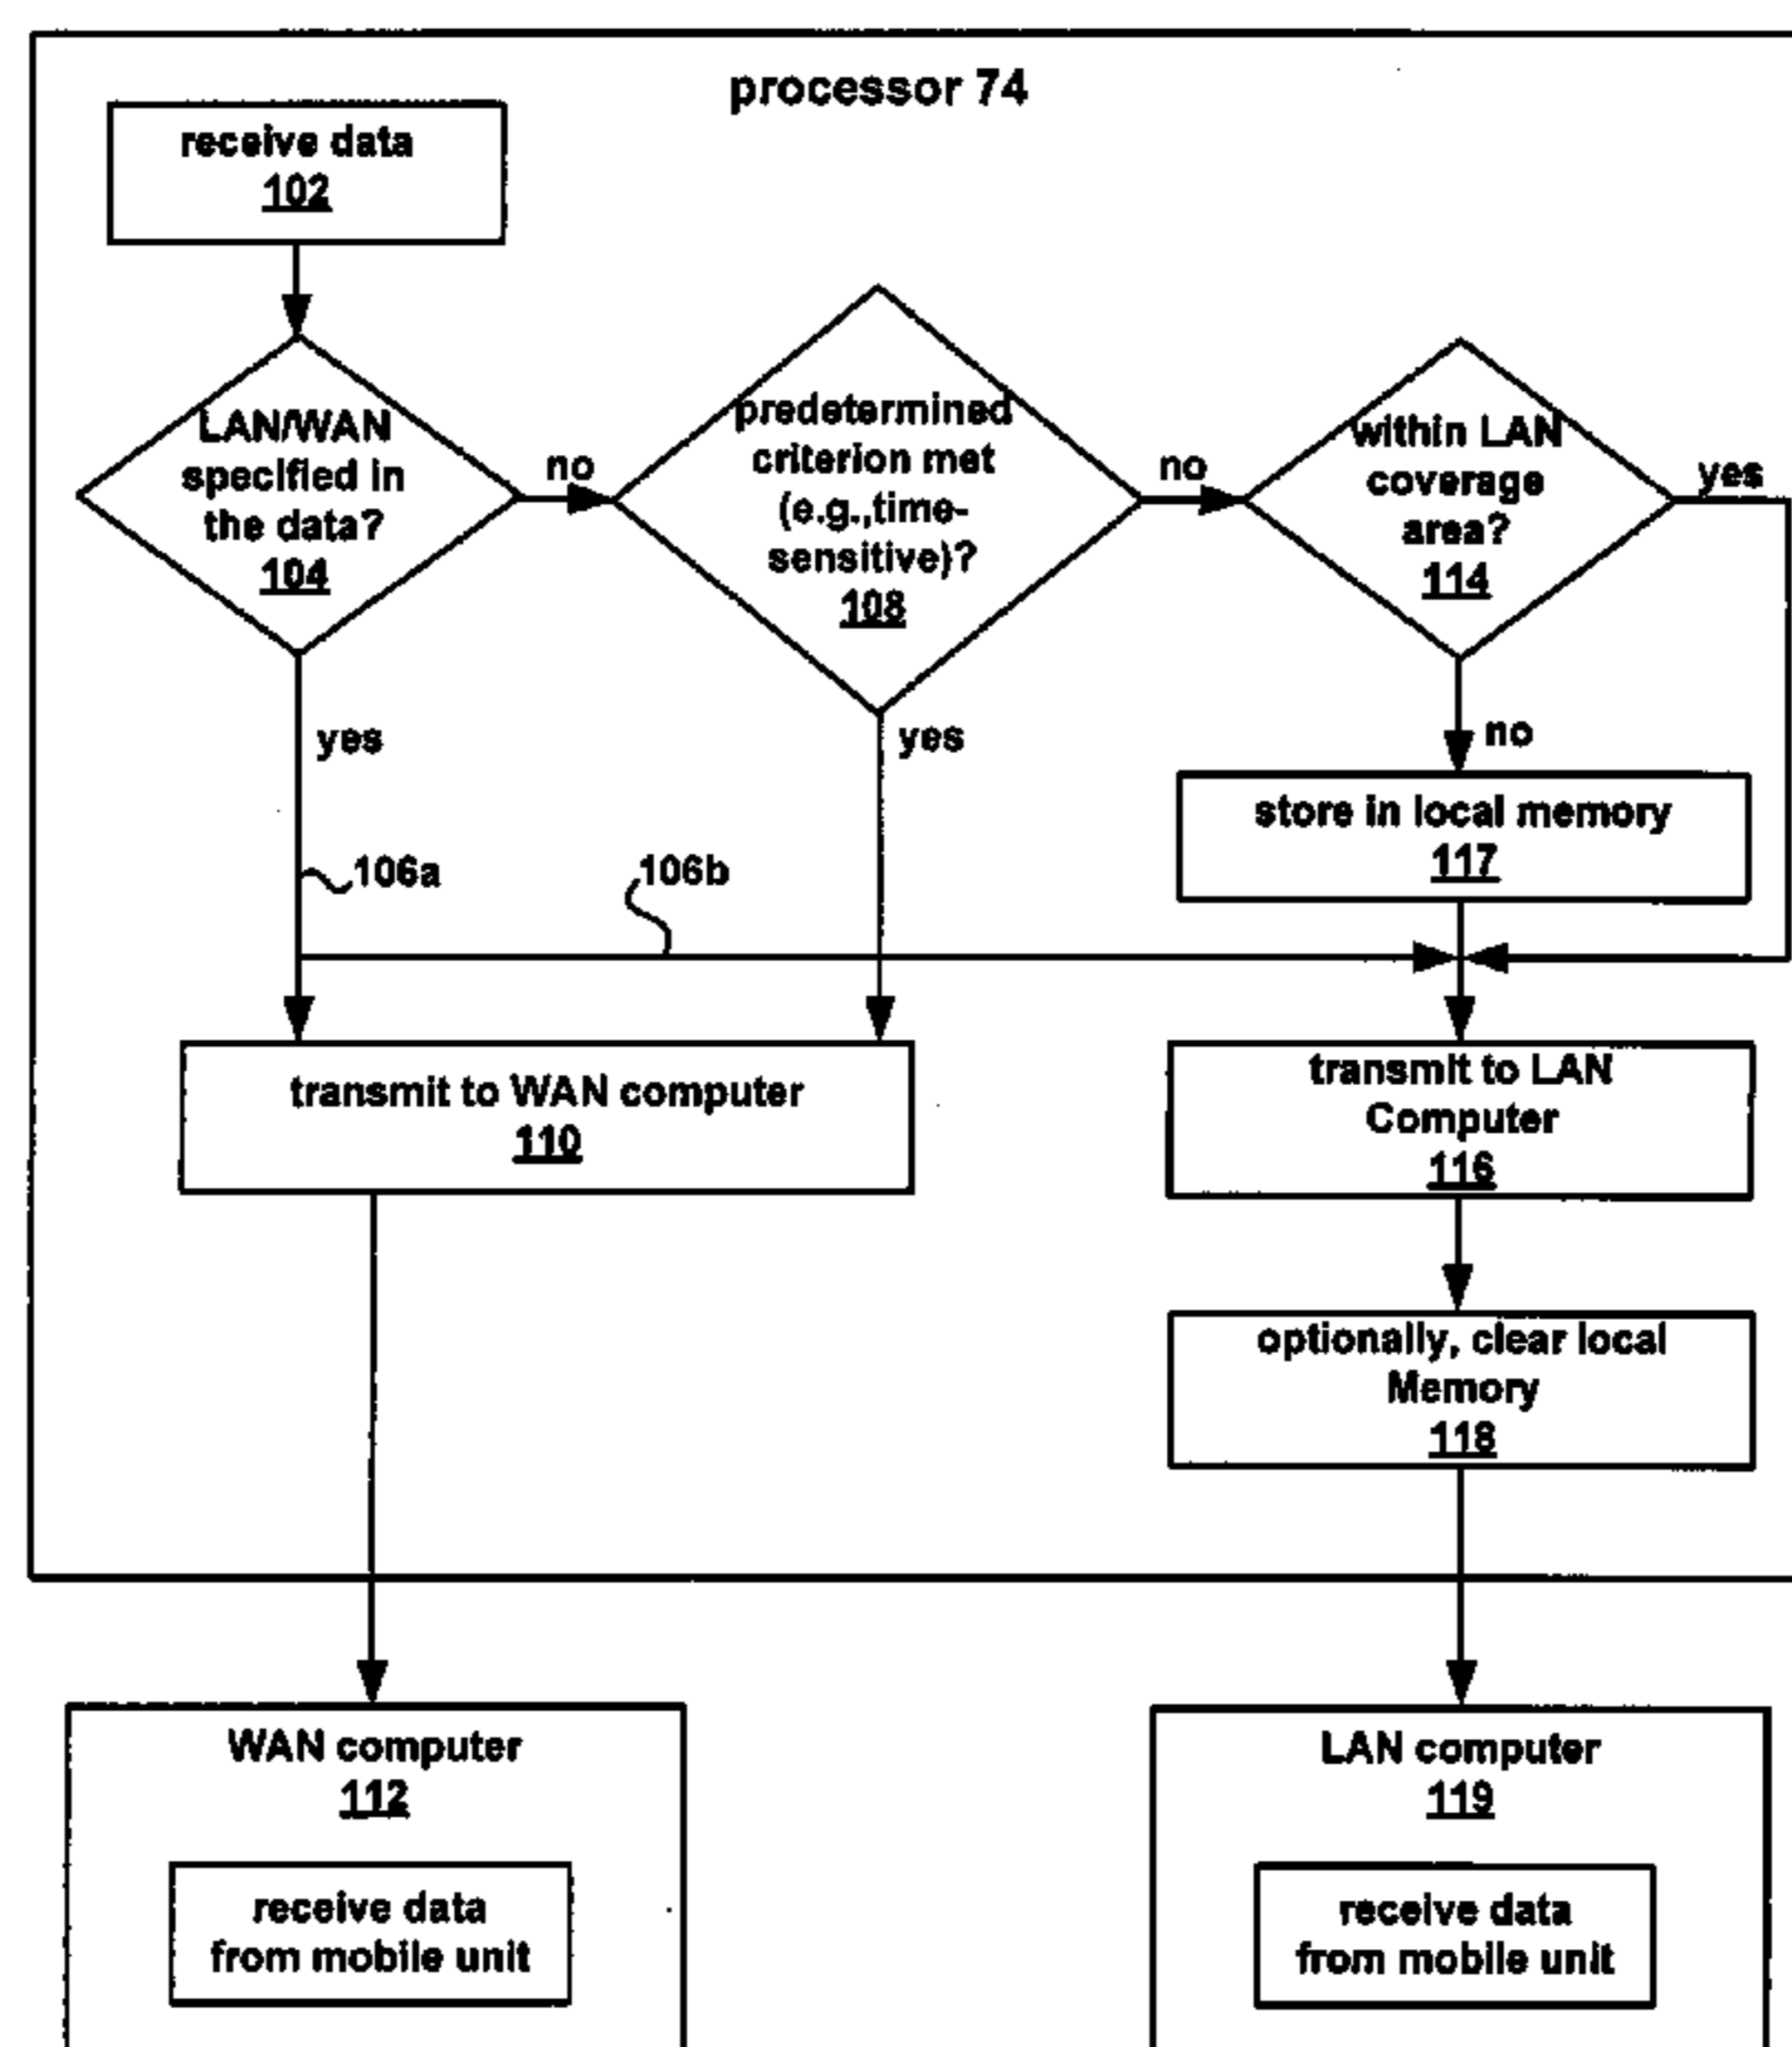 processor 74
receive data
102
LAN/WAN
specified in
the data?
104
no
predetermined
criterion met
(e.g.,time-
sensitive)?
108
no
within LAN
coverage
area?
114
yes
yes
yes
no
store in local memory
117
106a
106b
transmit to WAN computer
110
transmit to LAN
Computer
116
optionally, clear local
Memory
118
WAN computer
112
receive data
from mobile unit
LAN computer
119
receive data
from mobile unit